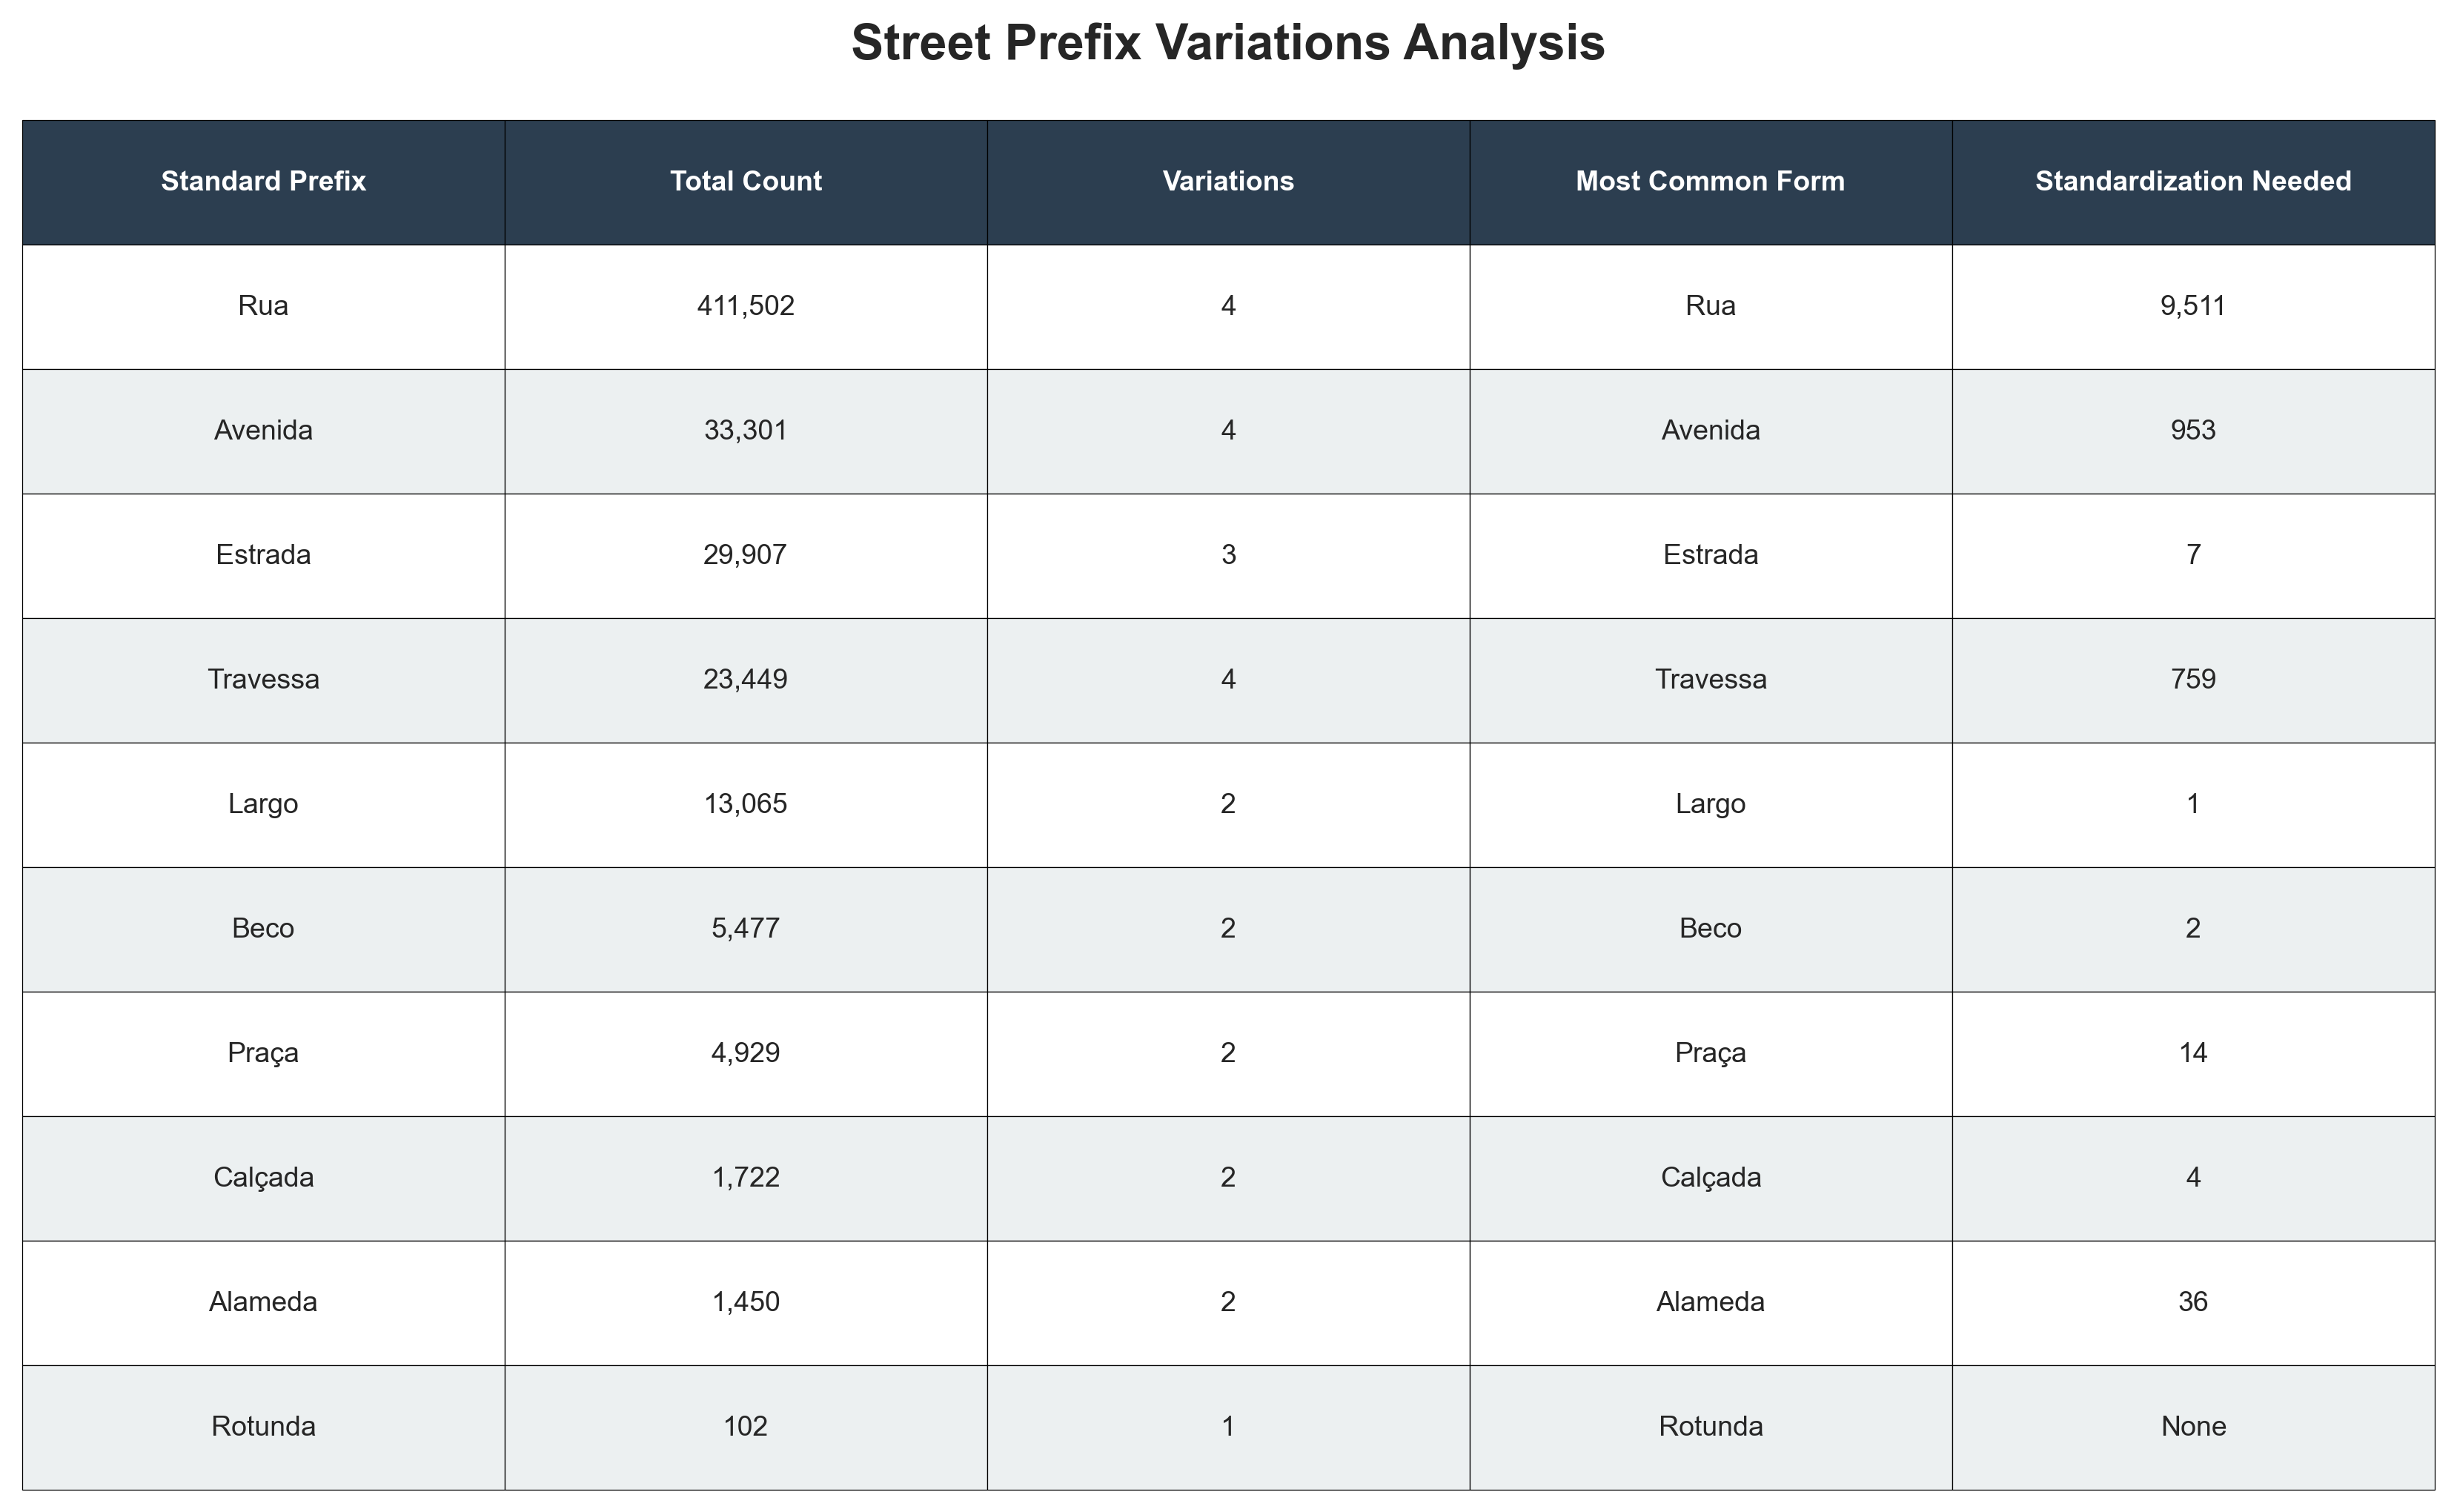 Street Prefix Variations Analysis
Standard Prefix Total Count Variations Most Common Form Standardization Needed
Rua 411,502 4 Rua 9,511
Avenida 33,301 4 Avenida 953
Estrada 29,907 3 Estrada 7
Travessa 23,449 4 Travessa 759
Largo 13,065 2 Largo 1
Beco 5,477 2 Beco 2
Praça 4,929 2 Praça 14
Calçada 1,722 2 Calçada 4
Alameda 1,450 2 Alameda 36
Rotunda 102 1 Rotunda None